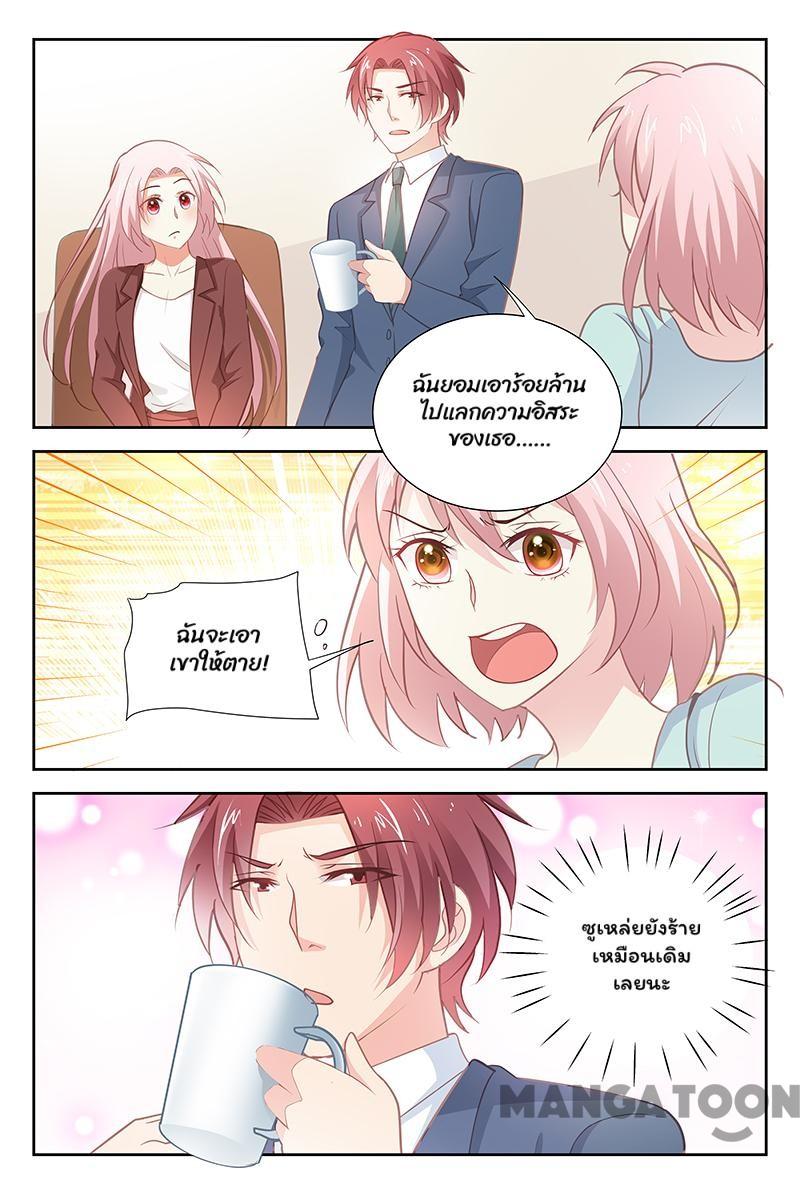 ฉันยอมเอาร้อยล้าน
ไปแลกความอิสระ
ของเธอ......
ฉันจะเอา
เขาให้ตาย!
ซูเหล่ยยังร้าย
เหมือนเดิม
เลยนะ
MANGATOON